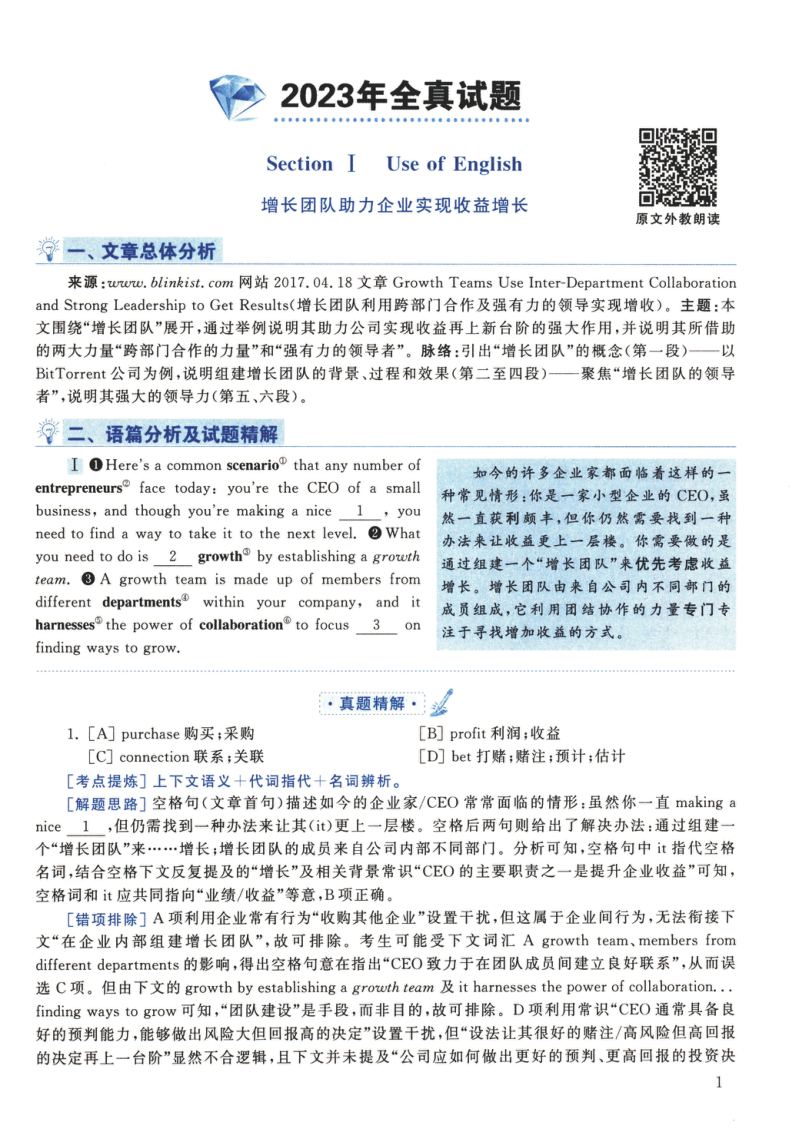 2023年全真试题
Section Ⅰ Use of English
增长团队助力企业实现收益增长
原文外教朗读
一、文章总体分析
来源:www.blinkist.com 网站 2017.04.18 文章 Growth Teams Use Inter-Department Collaboration
and Strong Leadership to Get Results(增长团队利用跨部门合作及强有力的领导实现增收)。主题:本
文围绕“增长团队”展开,通过举例说明其助力公司实现收益再上新台阶的强大作用,并说明其所借助
的两大力量“跨部门合作的力量”和“强有力的领导者”。脉络:引出“增长团队”的概念(第一段)——以
BitTorrent 公司为例,说明组建增长团队的背景、过程和效果(第二至四段)——聚焦“增长团队的领导
者”,说明其强大的领导力(第五、六段)。
二、语篇分析及试题精解
Ⅰ ❶Here's a common scenario① that any number of
entrepreneurs② face today: you're the CEO of a small
business, and though you're making a nice 1 , you
need to find a way to take it to the next level. ❷What
you need to do is 2 growth③ by establishing a growth
team. ❸A growth team is made up of members from
different departments④ within your company, and it
harnesses⑤ the power of collaboration⑥ to focus 3 on
finding ways to grow.
如今的许多企业家都面临着这样的一
种常见情形:你是一家小型企业的 CEO,虽
然一直获利颇丰,但你仍然需要找到一种
办法来让收益更上一层楼。你需要做的是
通过组建一个“增长团队”来优先考虑收益
增长。增长团队由来自公司内不同部门的
成员组成,它利用团结协作的力量专门专
注于寻找增加收益的方式。
·真题精解·
1. [A] purchase 购买;采购 [B] profit 利润;收益
[C] connection 联系;关联 [D] bet 打赌;赌注;预计;估计
[考点提炼] 上下文语义+代词指代+名词辨析。
[解题思路] 空格句(文章首句)描述如今的企业家/CEO 常常面临的情形:虽然你一直 making a
nice 1 ,但仍需找到一种办法来让其(it)更上一层楼。空格后两句则给出了解决办法:通过组建一
个“增长团队”来……增长;增长团队的成员来自公司内部不同部门。分析可知,空格句中 it 指代空格
名词,结合空格下文反复提及的“增长”及相关背景常识“CEO 的主要职责之一是提升企业收益”可知,
空格词和 it 应共同指向“业绩/收益”等意,B 项正确。
[错项排除] A 项利用企业常有行为“收购其他企业”设置干扰,但这属于企业间行为,无法衔接下
文“在企业内部组建增长团队”,故可排除。考生可能受下文词汇 A growth team、members from
different departments 的影响,得出空格句意在指出“CEO 致力于在团队成员间建立良好联系”,从而误
选 C 项。但由下文的 growth by establishing a growth team 及 it harnesses the power of collaboration...
finding ways to grow 可知,“团队建设”是手段,而非目的,故可排除。D 项利用常识“CEO 通常具备良
好的预判能力,能够做出风险大但回报高的决定”设置干扰,但“设法让其很好的赌注/高风险但高回报
的决定再上一台阶”显然不合逻辑,且下文并未提及“公司应如何做出更好的预判、更高回报的投资决
1